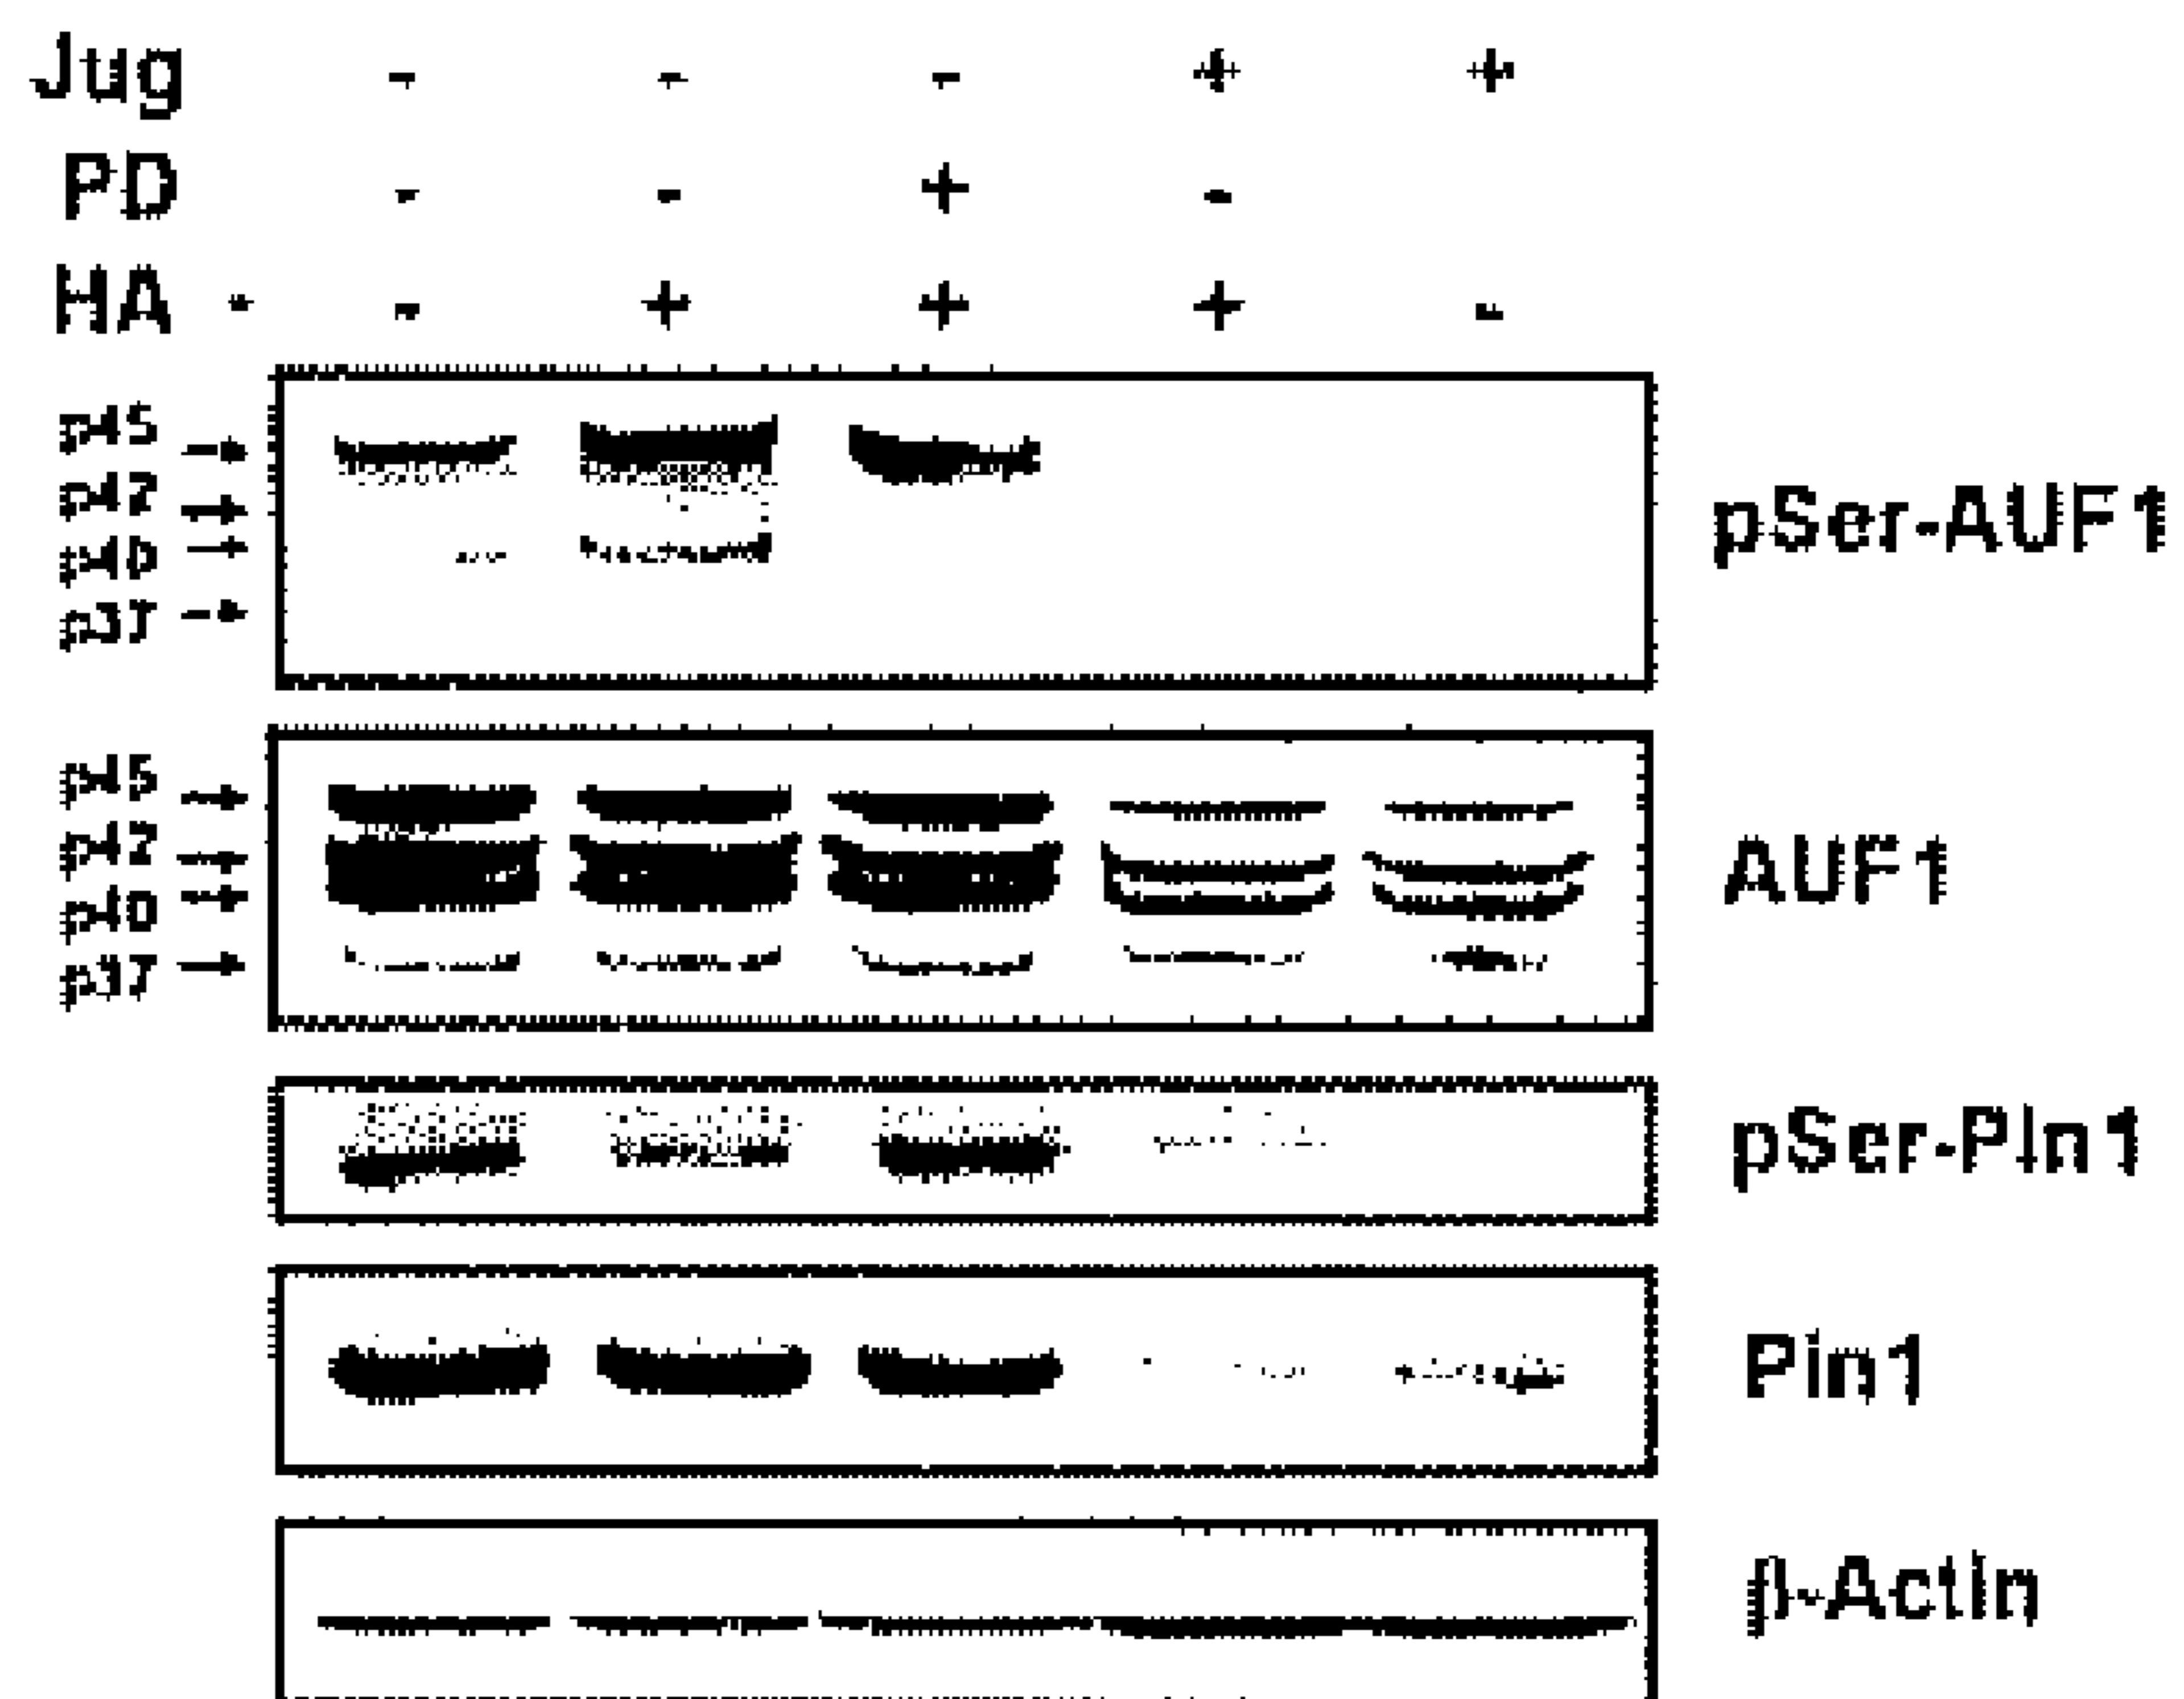 Jug - - - + +
PD - - + -
HA - + + + -
p45
p42
p40
p37
pSer-AUF1
p45
p42
p40
p37
AUF1
pSer-Pin1
Pin1
β-Actin